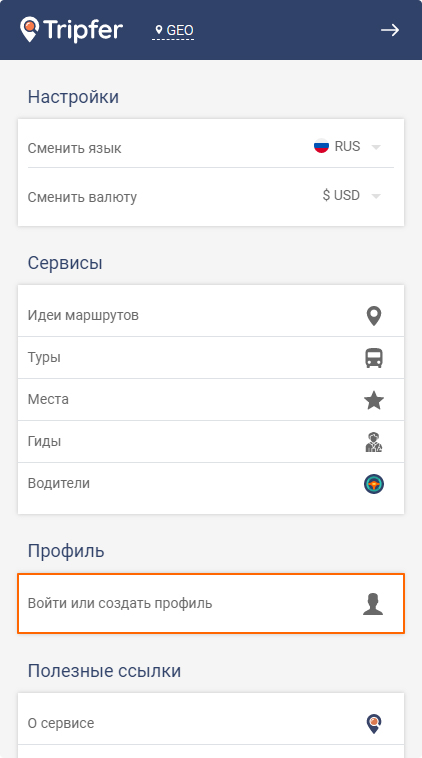 Tripfer GEO
Настройки
Сменить язык RUS
Сменить валюту $ USD
Сервисы
Идеи маршрутов
Туры
Места
Гиды
Водители
Профиль
Войти или создать профиль
Полезные ссылки
О сервисе